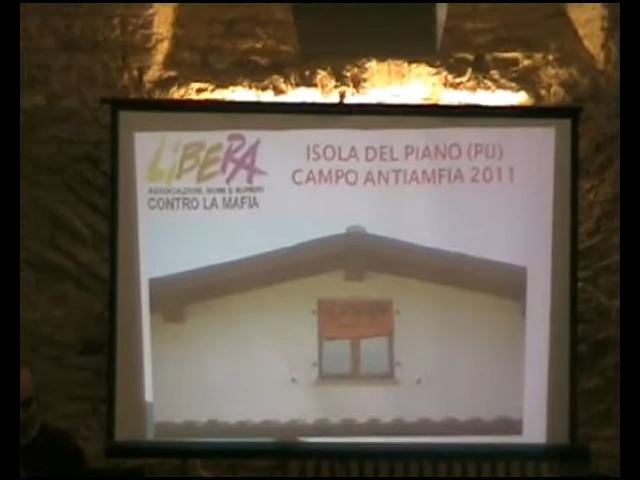 LiBERA
ASSOCIAZIONI, NOMI E NUMERI
CONTRO LA MAFIA
ISOLA DEL PIANO (PU)
CAMPO ANTIAMFIA 2011